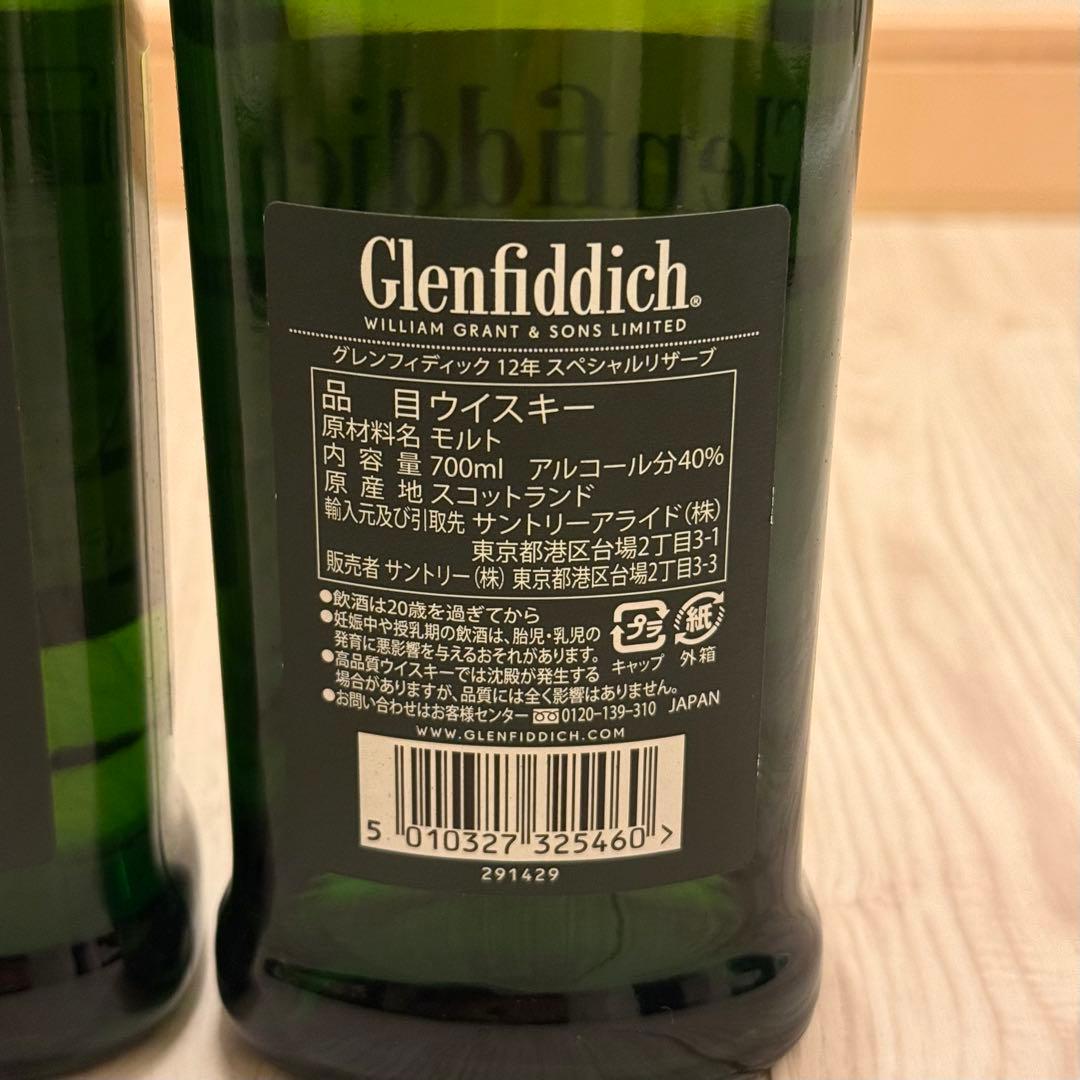 Glenfiddich
Glenfiddich®
WILLIAM GRANT & SONS LIMITED
グレンフィディック 12年 スペシャルリザーブ
品 目 ウイスキー
原材料名 モルト
内容量 700ml アルコール分40%
原産地 スコットランド
輸入元及び引取先 サントリーアライド(株)
東京都港区台場2丁目3-1
販売者 サントリー(株) 東京都港区台場2丁目3-3
●飲酒は20歳を過ぎてから
●妊娠中や授乳期の飲酒は、胎児・乳児の
発育に悪影響を与えるおそれがあります。
●高品質ウイスキーでは沈殿が発生する
場合がありますが、品質には全く影響はありません。
●お問い合わせはお客様センター 0120-139-310 JAPAN
プラ
キャップ
紙
外箱
WWW.GLENFIDDICH.COM
5 010327 325460 >
291429